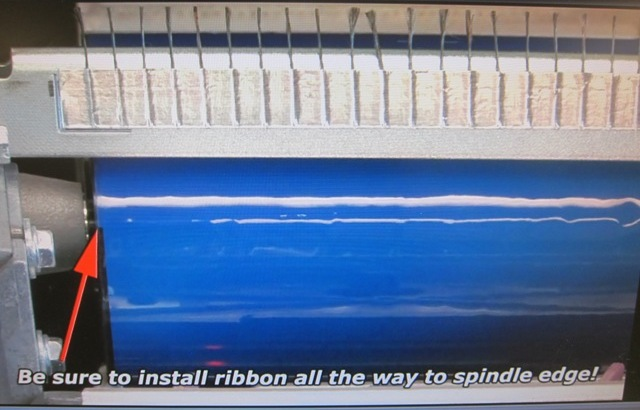 Be sure to install ribbon all the way to spindle edge!